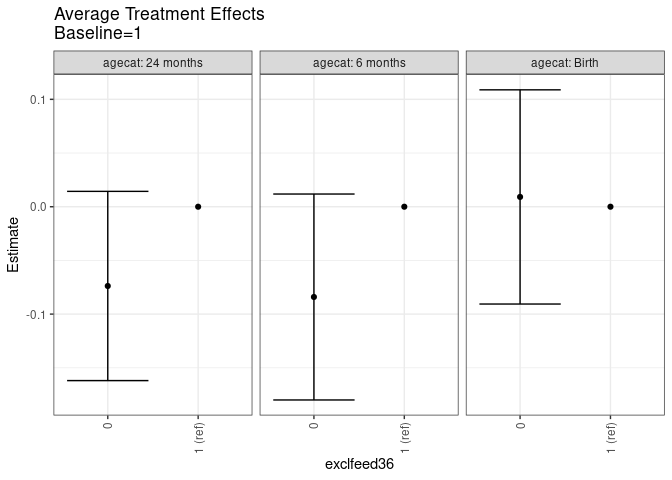 Average Treatment Effects
Baseline=1
agecat: 24 months
agecat: 6 months
agecat: Birth
Estimate
0.1
0.0
-0.1
0
1 (ref)
0
1 (ref)
0
1 (ref)
exclfeed36